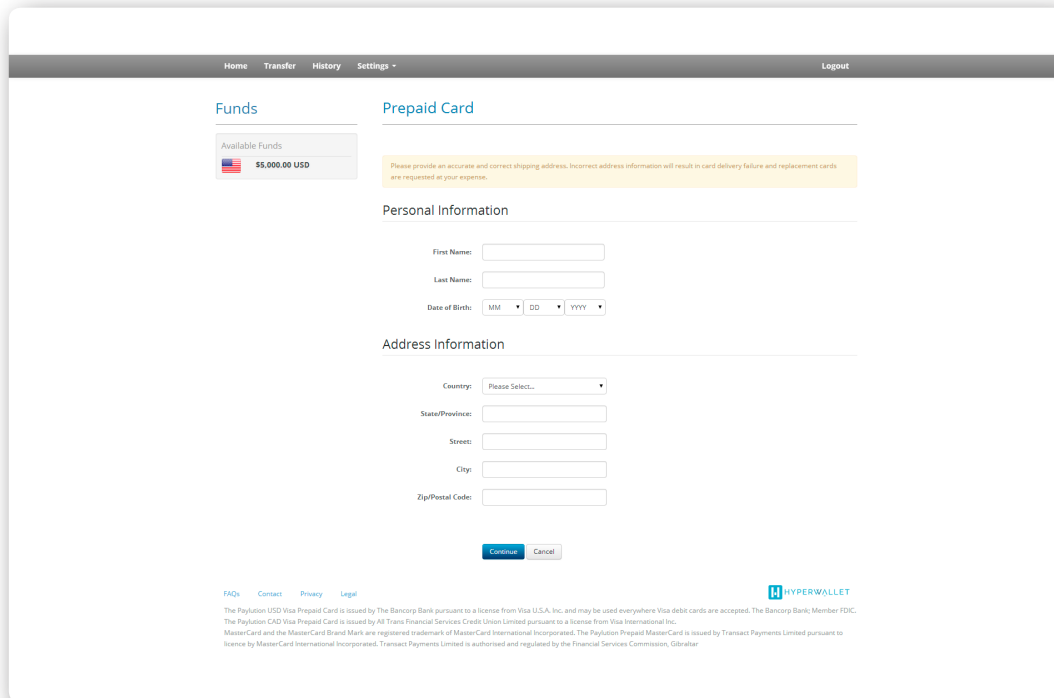 Home Transfer History Settings Logout
Funds
Available Funds
$5,000.00 USD
Prepaid Card
Please provide an accurate and correct shipping address. Incorrect address information will result in card delivery failure and replacement cards
are requested at your expense.
Personal Information
First Name:
Last Name:
Date of Birth: MM DD YYYY
Address Information
Country: Please Select...
State/Province:
Street:
City:
Zip/Postal Code:
Continue Cancel
FAQs Contact Privacy Legal
HYPERWALLET
The Paylution USD Visa Prepaid Card is issued by The Bancorp Bank pursuant to a license from Visa U.S.A. Inc. and may be used everywhere Visa debit cards are accepted. The Bancorp Bank; Member FDIC.
The Paylution CAD Visa Prepaid Card is issued by All Trans Financial Services Credit Union Limited pursuant to a license from Visa International Inc.
MasterCard and the MasterCard Brand Mark are registered trademark of MasterCard International Incorporated. The Paylution Prepaid MasterCard is issued by Transact Payments Limited pursuant to
licence by MasterCard International Incorporated. Transact Payments Limited is authorised and regulated by the Financial Services Commission, Gibraltar